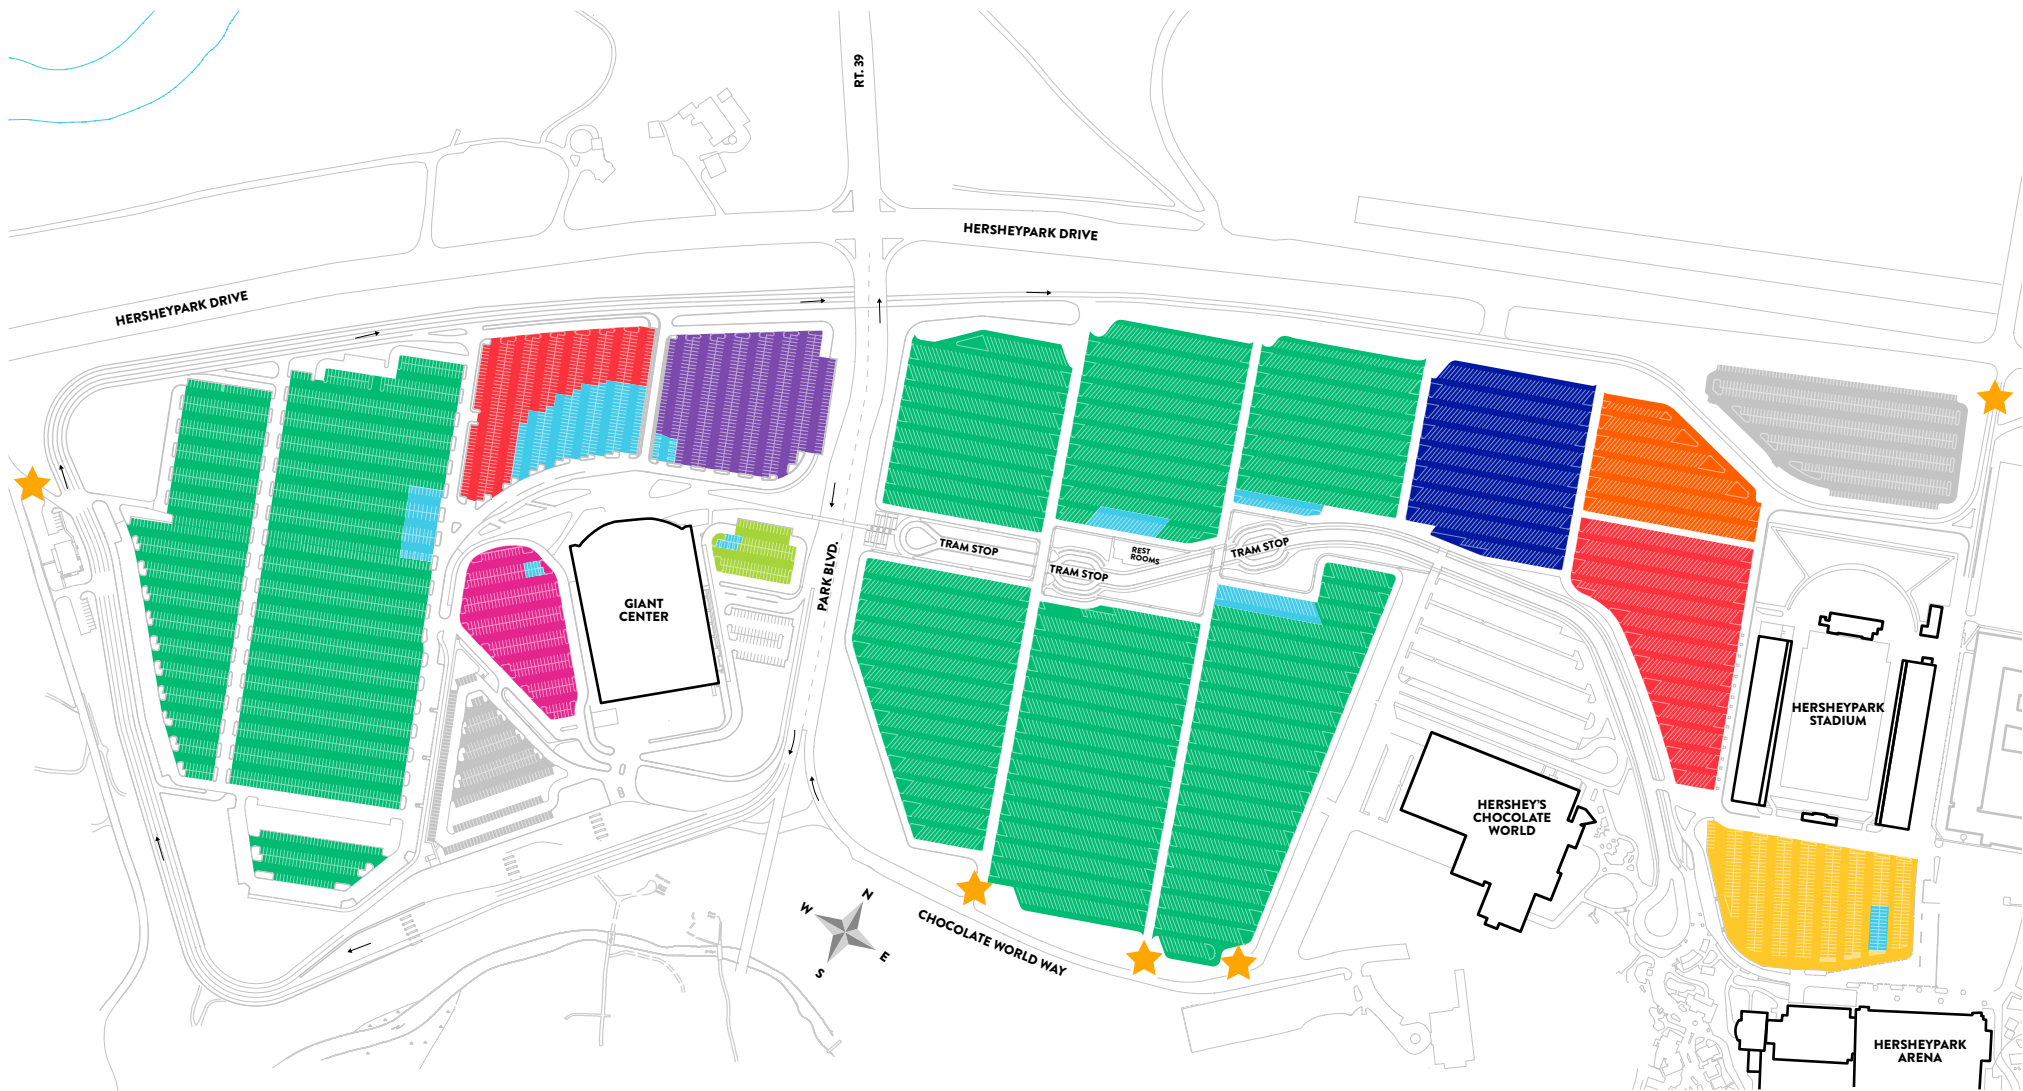 RT. 39
HERSHEYPARK DRIVE
HERSHEYPARK DRIVE
TRAM STOP
REST
ROOMS
TRAM STOP
TRAM STOP
PARK BLVD.
GIANT
CENTER
HERSHEYPARK
STADIUM
HERSHEY'S
CHOCOLATE
WORLD
N
W
E
S
CHOCOLATE WORLD WAY
HERSHEYPARK
ARENA